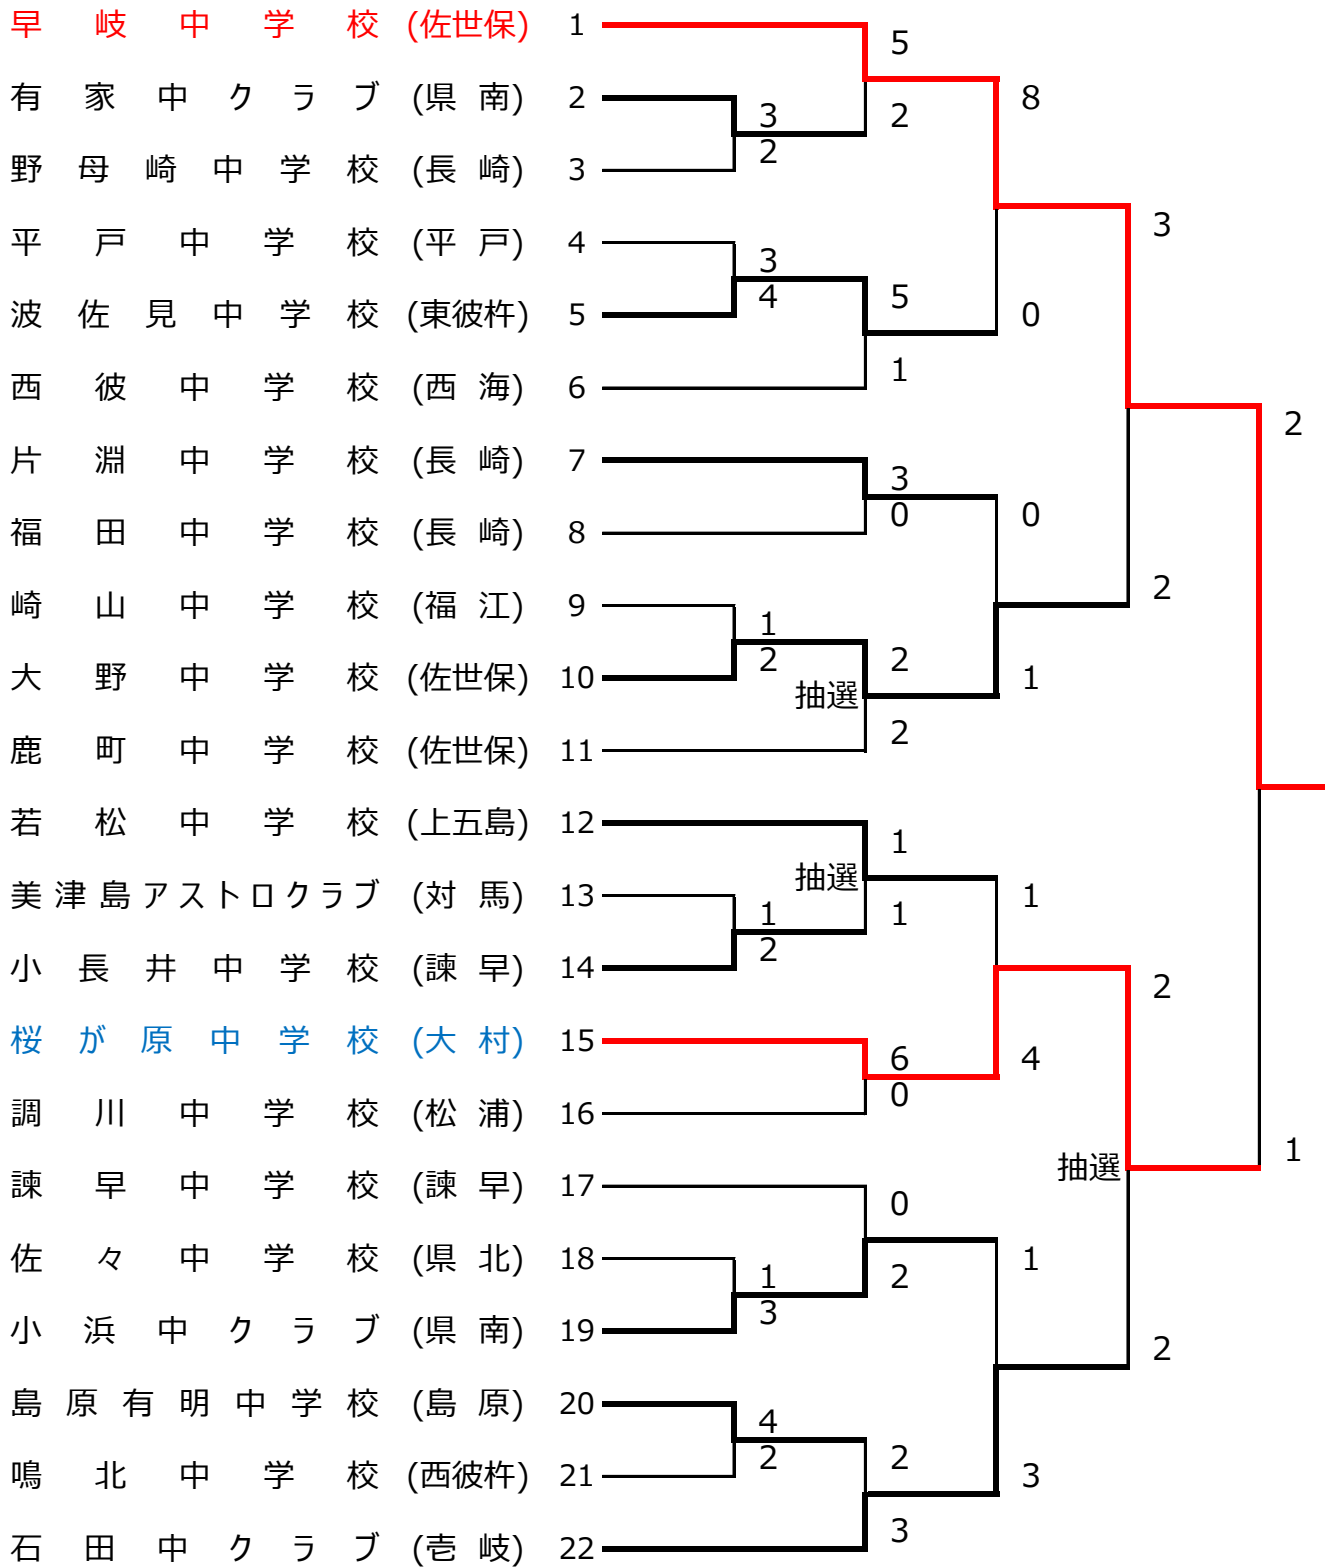 早岐中学校 (佐世保) 1
5
有家中クラブ (県南) 2
8
3
2
2
野母崎中学校 (長崎) 3
3
平戸中学校 (平戸) 4
3
4
5
波佐見中学校 (東彼杵) 5
0
1
西彼中学校 (西海) 6
2
片淵中学校 (長崎) 7
3
0
0
福田中学校 (長崎) 8
2
崎山中学校 (福江) 9
1
2
2
大野中学校 (佐世保) 10
1
抽選
2
鹿町中学校 (佐世保) 11
若松中学校 (上五島) 12
1
抽選
美津島アストロクラブ (対馬) 13
1
1
1
2
小長井中学校 (諫早) 14
2
桜が原中学校 (大村) 15
6
4
0
調川中学校 (松浦) 16
1
抽選
諫早中学校 (諫早) 17
0
佐々中学校 (県北) 18
1
1
2
3
小浜中クラブ (県南) 19
2
島原有明中学校 (島原) 20
4
2
2
鳴北中学校 (西彼杵) 21
3
3
石田中クラブ (壱岐) 22